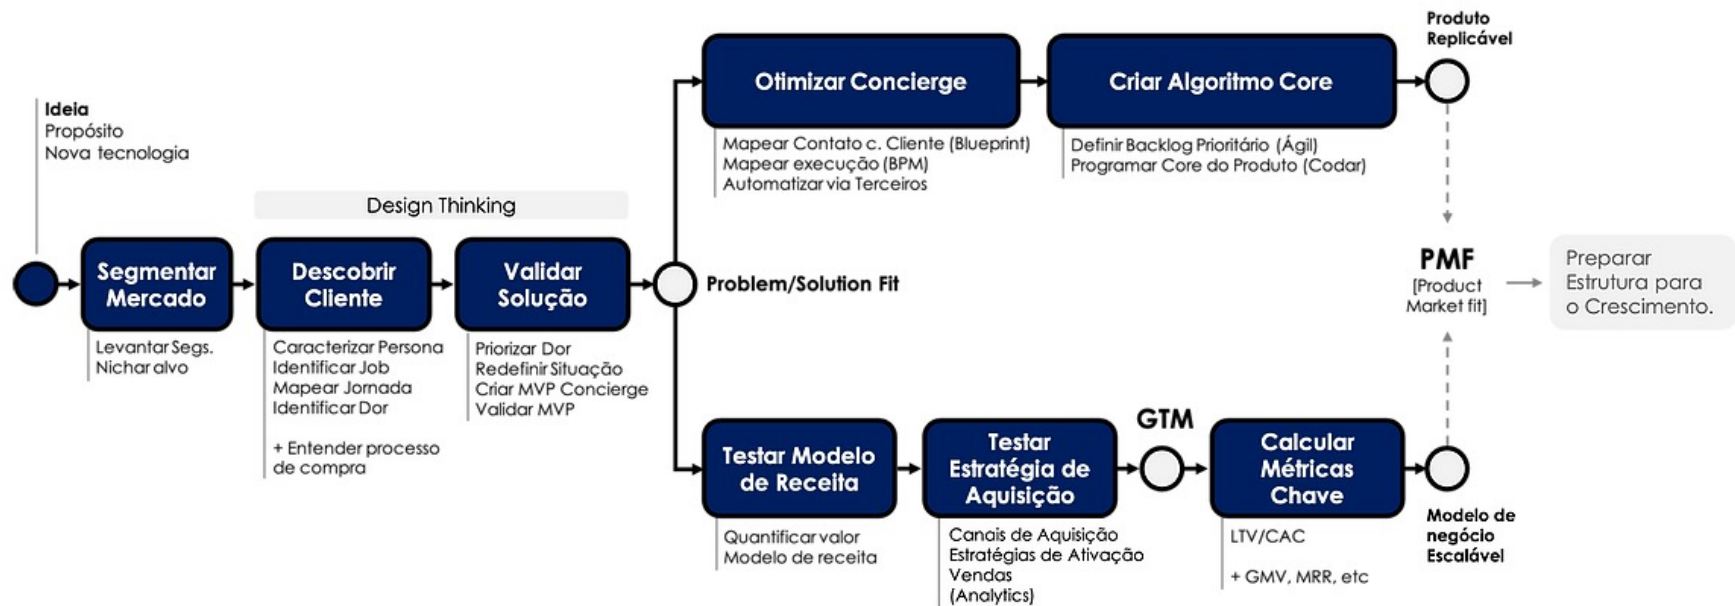 Ideia
Propósito
Nova tecnologia
Segmentar
Mercado
Levantar Segs.
Nichar alvo
Design Thinking
Descobrir
Cliente
Caracterizar Persona
Identificar Job
Mapear Jornada
Identificar Dor
+ Entender processo
de compra
Validar
Solução
Priorizar Dor
Redefinir Situação
Criar MVP Concierge
Validar MVP
Problem/Solution Fit
Otimizar Concierge
Mapear Contato c. Cliente (Blueprint)
Mapear execução (BPM)
Automatizar via Terceiros
Criar Algoritmo Core
Definir Backlog Prioritário (Ágil)
Programar Core do Produto (Codar)
Produto
Replicável
Testar Modelo
de Receita
Quantificar valor
Modelo de receita
Testar
Estratégia de
Aquisição
Canais de Aquisição
Estratégias de Ativação
Vendas
(Analytics)
GTM
Calcular
Métricas
Chave
LTV/CAC
+ GMV, MRR, etc
Modelo de
negócio
Escalável
PMF
[Product
Market fit]
Preparar
Estrutura para
o Crescimento.